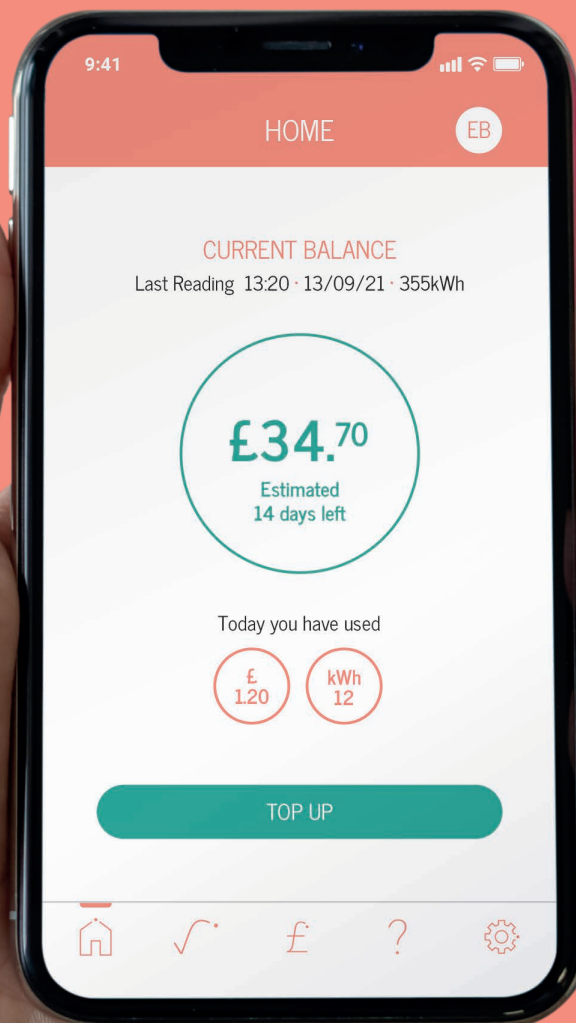 9:41
HOME
EB
CURRENT BALANCE
Last Reading 13:20 · 13/09/21 · 355kWh
£34.70
Estimated
14 days left
Today you have used
£
1.20
kWh
12
TOP UP
£
?